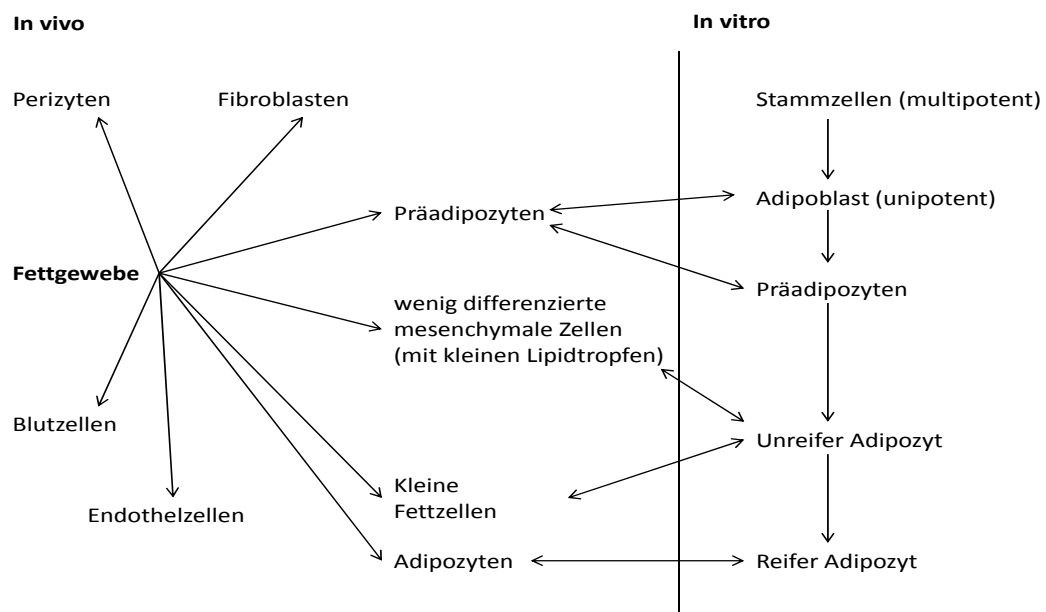 In vivo
In vitro
Perizyten
Fibroblasten
Stammzellen (multipotent)
Präadipozyten
Adipoblast (unipotent)
Fettgewebe
Präadipozyten
wenig differenzierte
mesenchymale Zellen
(mit kleinen Lipidtropfen)
Blutzellen
Unreifer Adipozyt
Kleine
Fettzellen
Endothelzellen
Adipozyten
Reifer Adipozyt